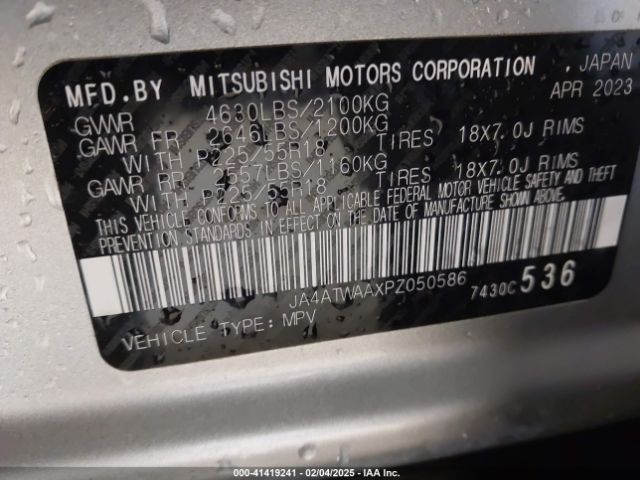 MFD.BY MITSUBISHI MOTORS CORPORATION , JAPAN
APR 2023
GVWR 4630LBS/2100KG
GAWR FR 2646LBS/1200KG
WITH P225/55R18 TIRES 18X7.0J RIMS
GAWR RR 2557LBS/1160KG
WITH P225/55R18 TIRES 18X7.0J RIMS
THIS VEHICLE CONFORMS TO ALL APPLICABLE FEDERAL MOTOR VEHICLE SAFETY AND THEFT
PREVENTION STANDARDS IN EFFECT ON THE DATE OF MANUFACTURE SHOWN ABOVE.
JA4ATWAAXPZ050586 7430C 536
VEHICLE TYPE: MPV
000-41419241 - 02/04/2025 - IAA Inc.